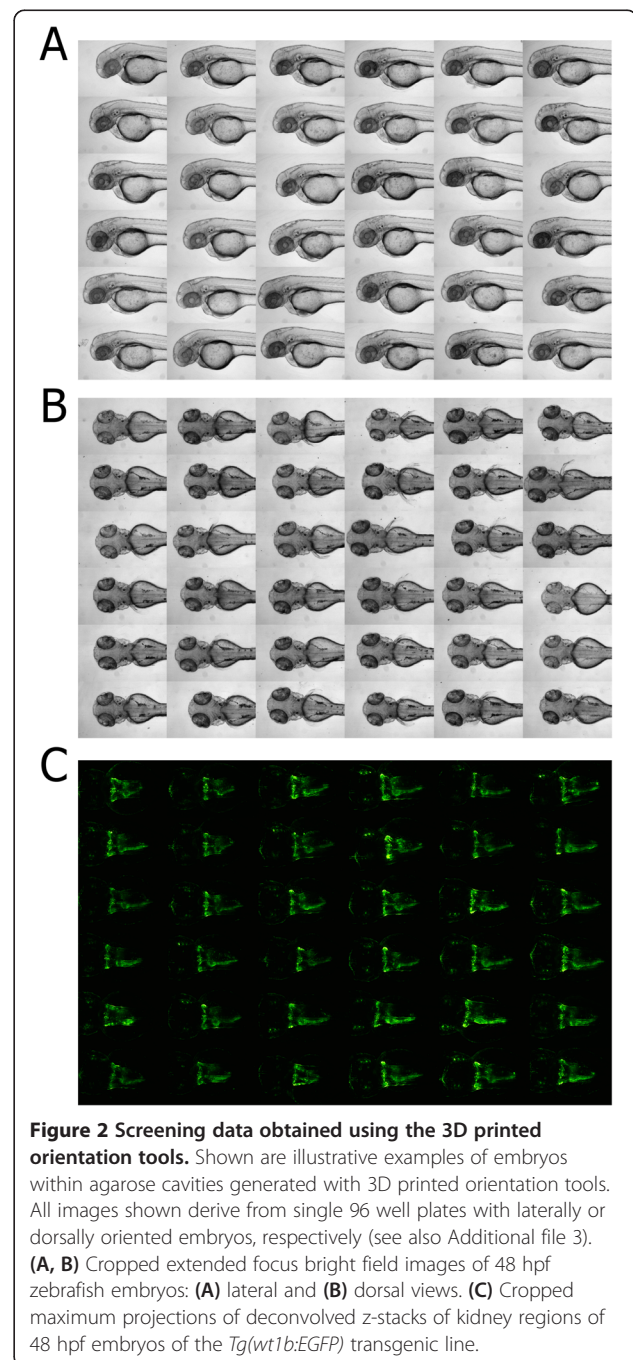 A
B
C
Figure 2 Screening data obtained using the 3D printed
orientation tools. Shown are illustrative examples of embryos
within agarose cavities generated with 3D printed orientation tools.
All images shown derive from single 96 well plates with laterally or
dorsally oriented embryos, respectively (see also Additional file 3).
(A, B) Cropped extended focus bright field images of 48 hpf
zebrafish embryos: (A) lateral and (B) dorsal views. (C) Cropped
maximum projections of deconvolved z-stacks of kidney regions of
48 hpf embryos of the Tg(wt1b:EGFP) transgenic line.